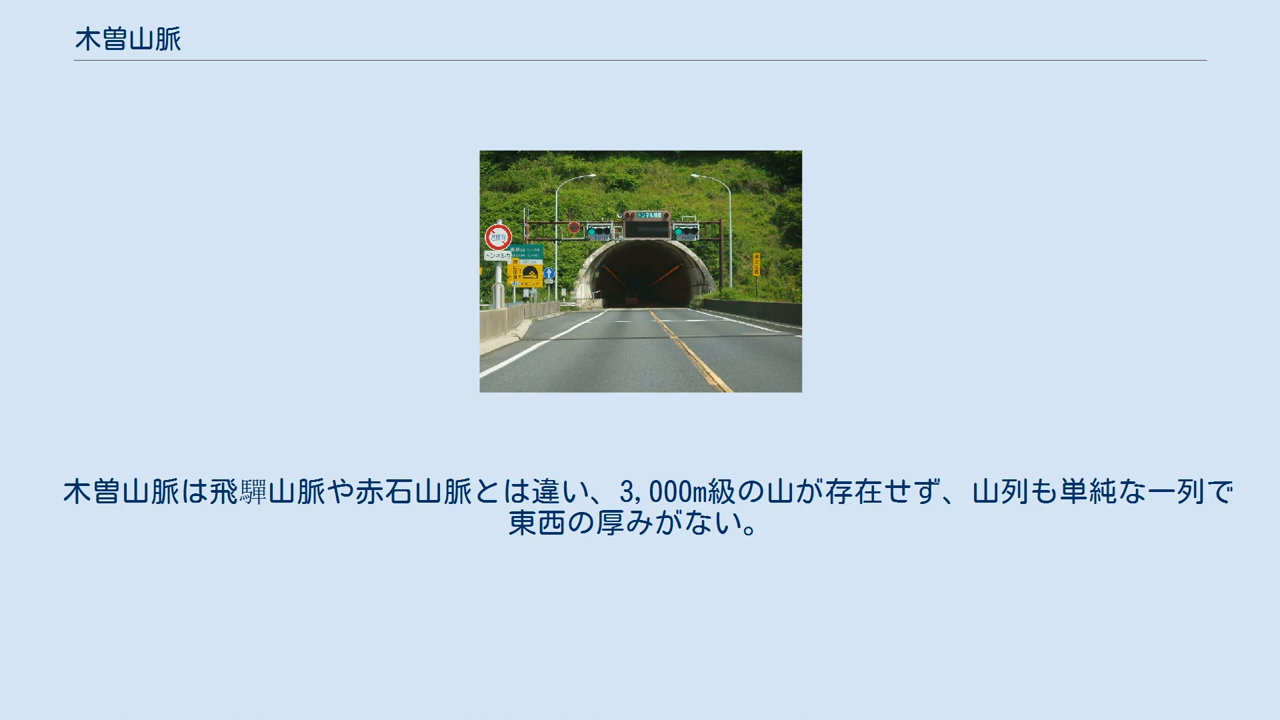 木曽山脈
木曽山脈は飛驒山脈や赤石山脈とは違い、3,000m級の山が存在せず、山列も単純な一列で
東西の厚みがない。